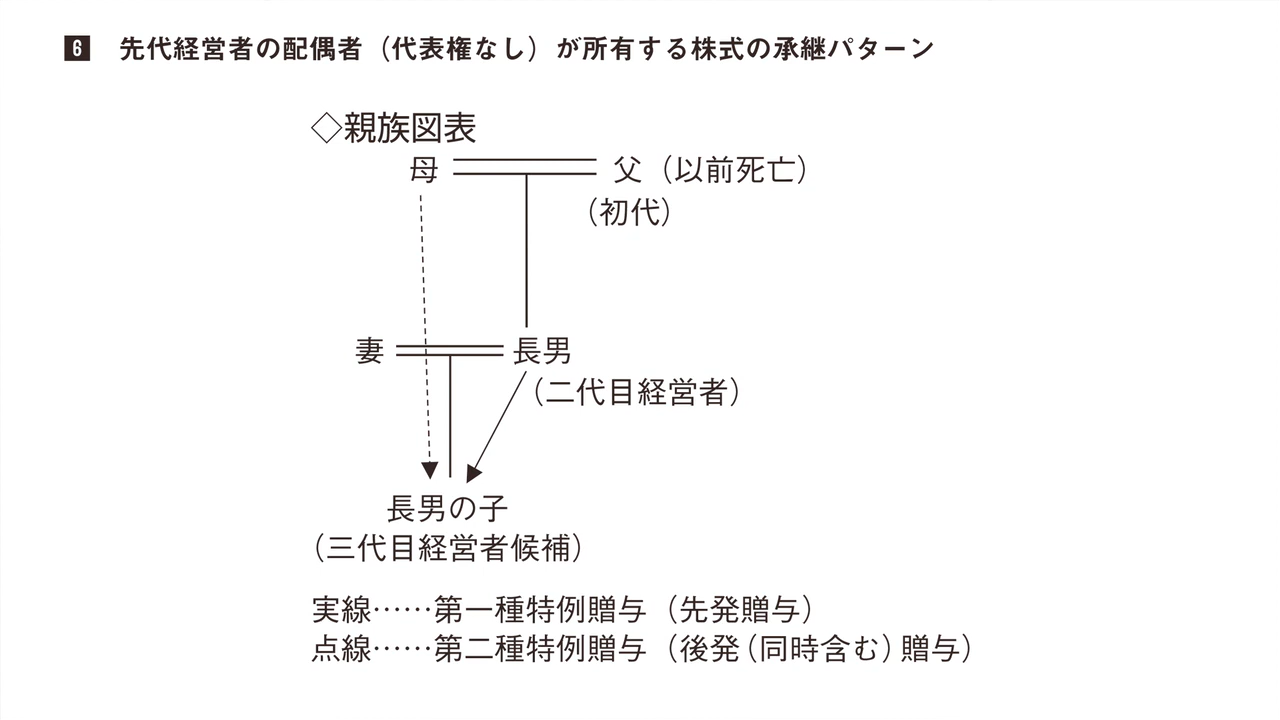 6 先代経営者の配偶者（代表権なし）が所有する株式の承継パターン
◇親族図表
母 父（以前死亡）
（初代）
妻 長男
（二代目経営者）
長男の子
（三代目経営者候補）
実線……第一種特例贈与（先発贈与）
点線……第二種特例贈与（後発（同時含む）贈与）